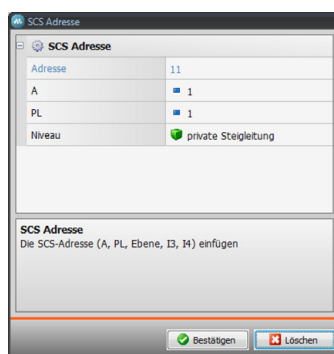 SCS Adresse
SCS Adresse
Adresse 11
A 1
PL 1
Niveau private Steigleitung
SCS Adresse
Die SCS-Adresse (A, PL, Ebene, I3, I4) einfügen
Bestätigen Löschen